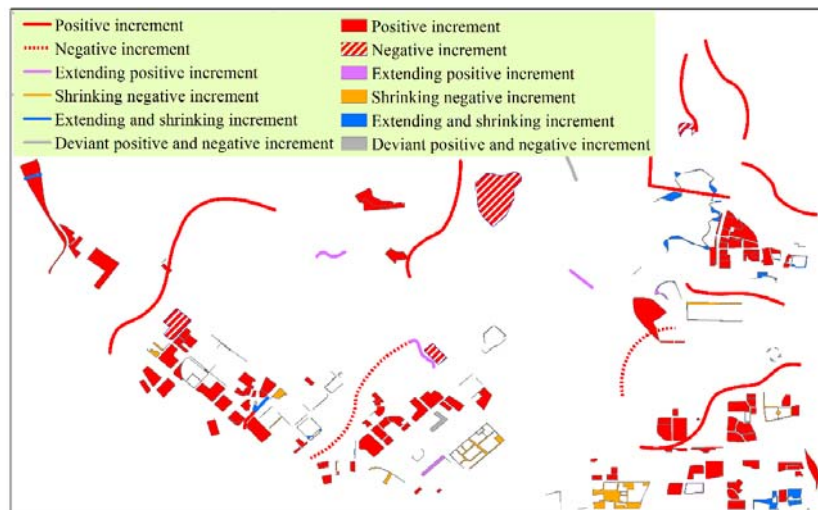 Positive increment
Negative increment
Extending positive increment
Shrinking negative increment
Extending and shrinking increment
Deviant positive and negative increment
Positive increment
Negative increment
Extending positive increment
Shrinking negative increment
Extending and shrinking increment
Deviant positive and negative increment